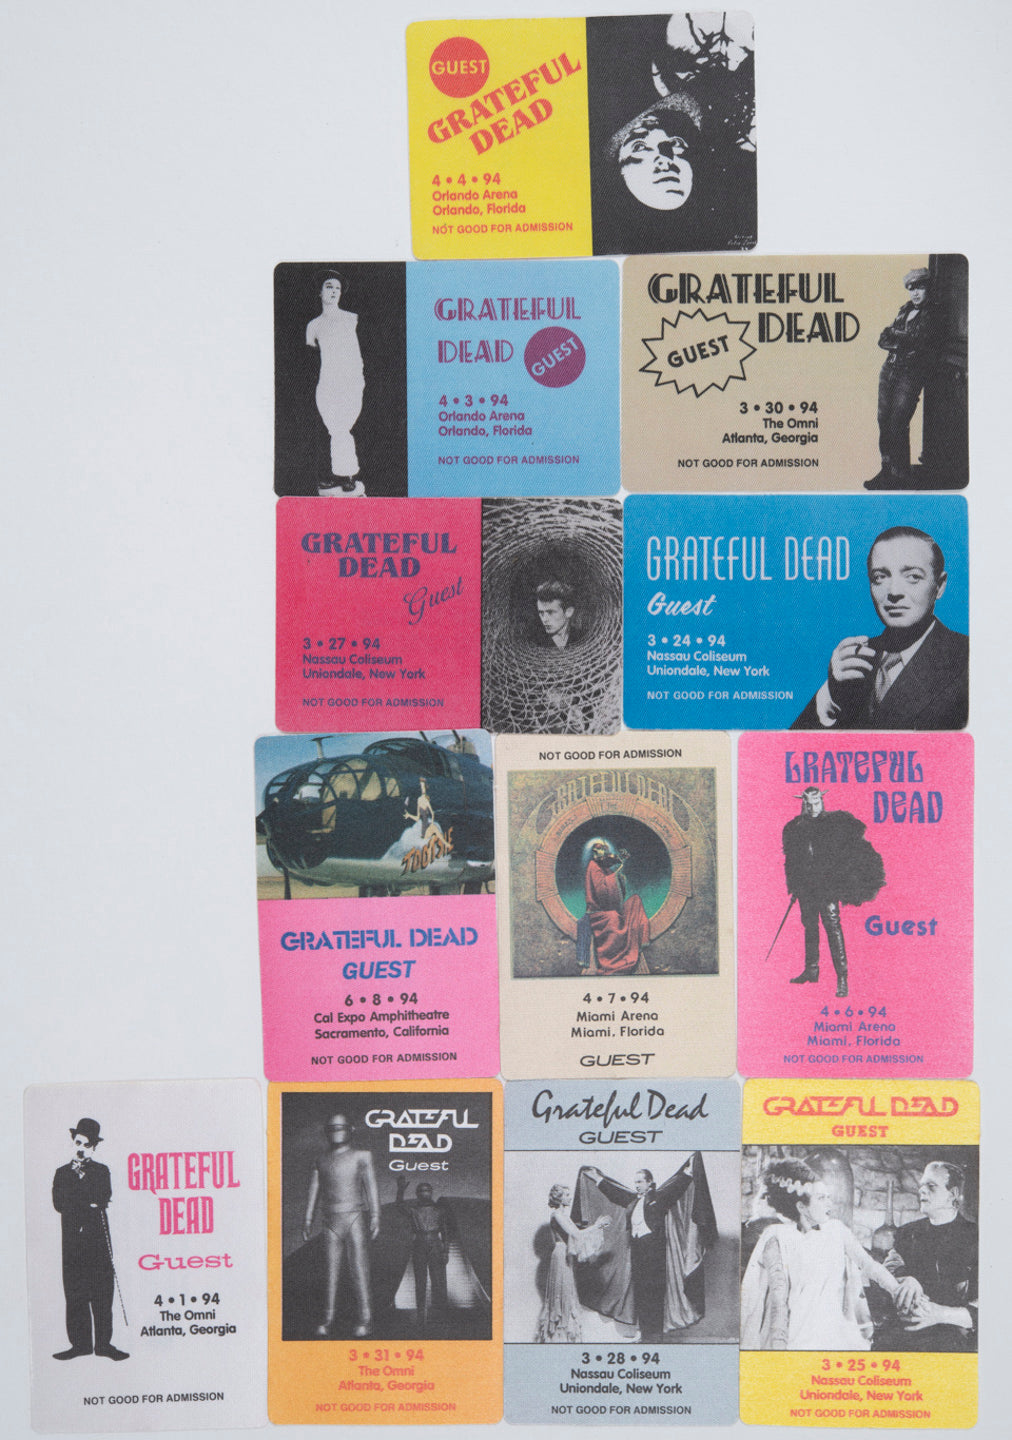 GUEST
GRATEFUL
DEAD
4 • 4 • 94
Orlando Arena
Orlando, Florida
NOT GOOD FOR ADMISSION
GRATEFUL
DEAD
GUEST
4 • 3 • 94
Orlando Arena
Orlando, Florida
NOT GOOD FOR ADMISSION
GRATEFUL
DEAD
GUEST
3 • 30 • 94
The Omni
Atlanta, Georgia
NOT GOOD FOR ADMISSION
GRATEFUL
DEAD
Guest
3 • 27 • 94
Nassau Coliseum
Uniondale, New York
NOT GOOD FOR ADMISSION
GRATEFUL DEAD
Guest
3 • 24 • 94
Nassau Coliseum
Uniondale, New York
NOT GOOD FOR ADMISSION
TOOTSIE
GRATEFUL DEAD
GUEST
6 • 8 • 94
Cal Expo Amphitheatre
Sacramento, California
NOT GOOD FOR ADMISSION
NOT GOOD FOR ADMISSION
GRATEFUL DEAD
4 • 7 • 94
Miami Arena
Miami, Florida
GUEST
GRATEFUL
DEAD
Guest
4 • 6 • 94
Miami Arena
Miami, Florida
NOT GOOD FOR ADMISSION
GRATEFUL
DEAD
Guest
4 • 1 • 94
The Omni
Atlanta, Georgia
NOT GOOD FOR ADMISSION
GRATEFUL
DEAD
Guest
3 • 31 • 94
The Omni
Atlanta, Georgia
NOT GOOD FOR ADMISSION
Grateful Dead
GUEST
3 • 28 • 94
Nassau Coliseum
Uniondale, New York
NOT GOOD FOR ADMISSION
GRATEFUL DEAD
GUEST
3 • 25 • 94
Nassau Coliseum
Uniondale, New York
NOT GOOD FOR ADMISSION